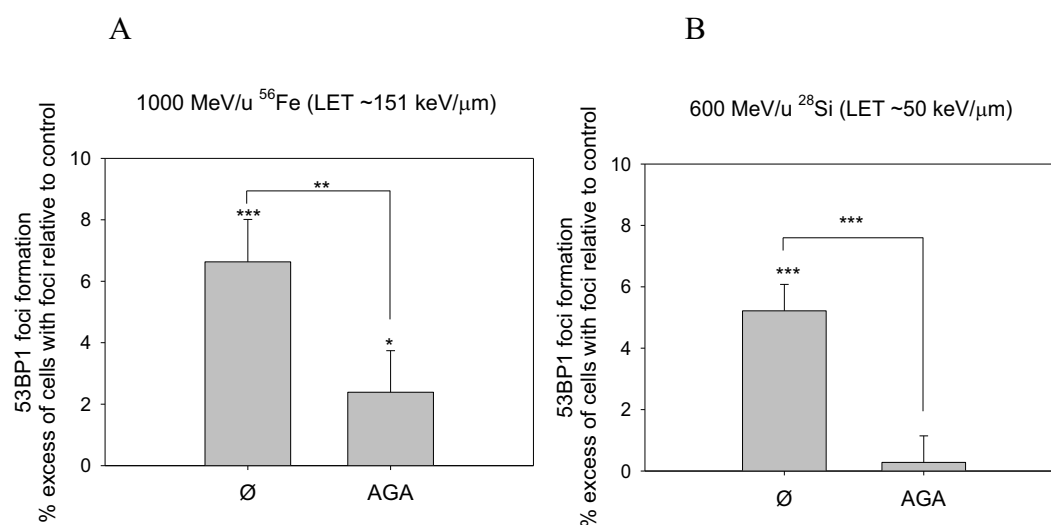 A
B
1000 MeV/u ⁵⁶Fe (LET ~151 keV/μm)
600 MeV/u ²⁸Si (LET ~50 keV/μm)
53BP1 foci formation
% excess of cells with foci relative to control
10
8
6
4
2
0
**
***
*
Ø
AGA
53BP1 foci formation
% excess of cells with foci relative to control
10
8
6
4
2
0
***
***
Ø
AGA